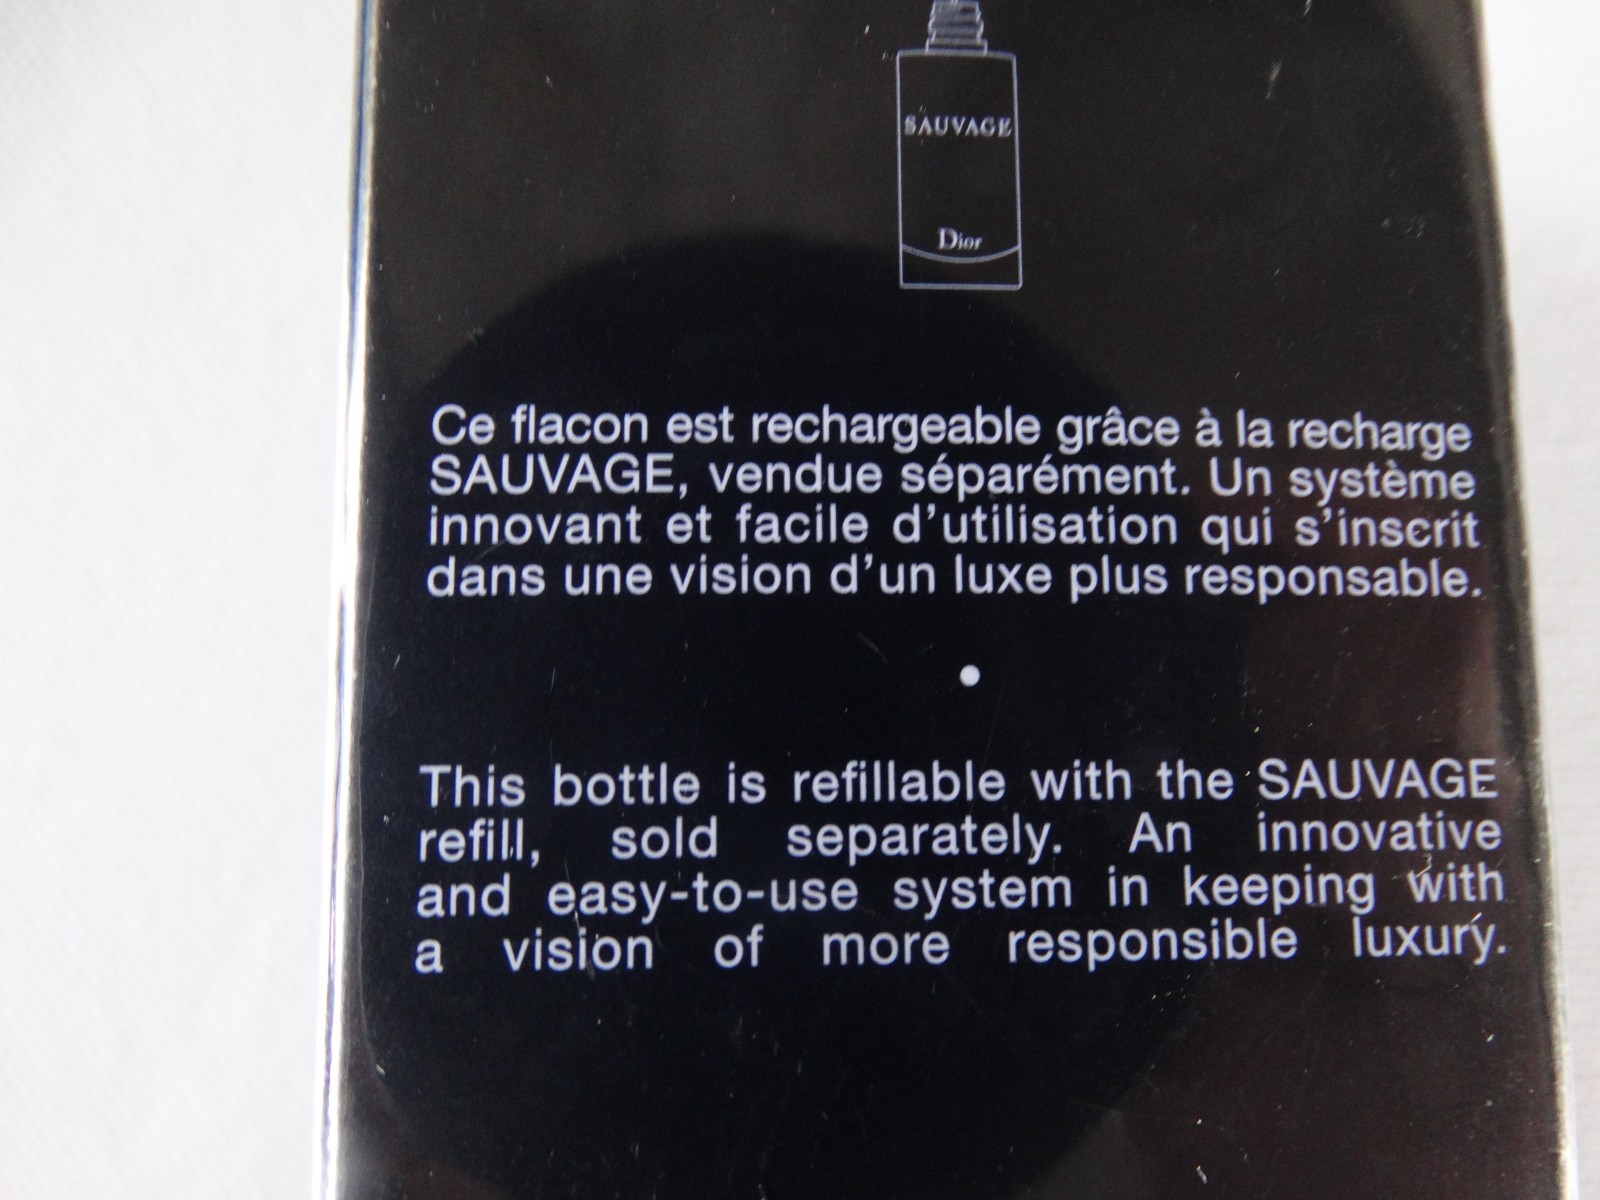 SAUVAGE
Dior
Ce flacon est rechargeable grâce à la recharge
SAUVAGE, vendue séparément. Un système
innovant et facile d’utilisation qui s’inscrit
dans une vision d’un luxe plus responsable.
This bottle is refillable with the SAUVAGE
refill, sold separately. An innovative
and easy-to-use system in keeping with
a vision of more responsible luxury.